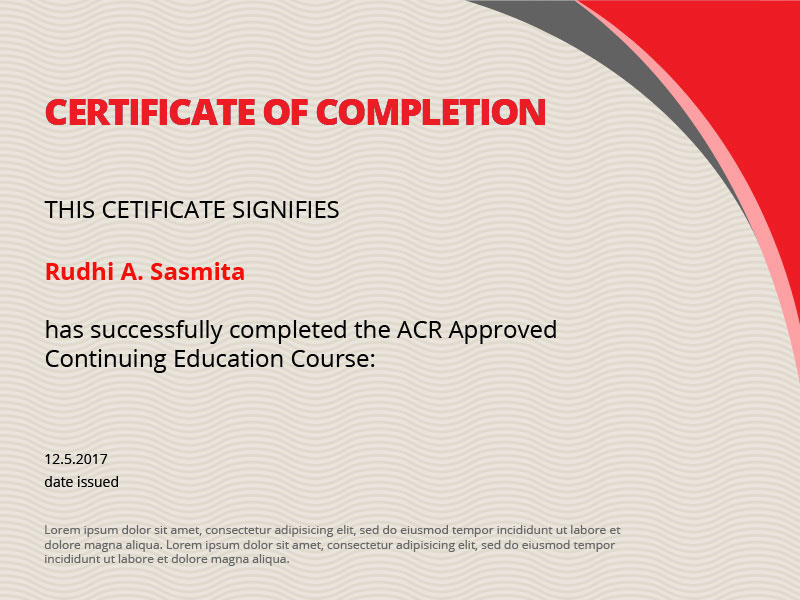 CERTIFICATE OF COMPLETION
THIS CETIFICATE SIGNIFIES
Rudhi A. Sasmita
has successfully completed the ACR Approved
Continuing Education Course:
12.5.2017
date issued
Lorem ipsum dolor sit amet, consectetur adipisicing elit, sed do eiusmod tempor incididunt ut labore et
dolore magna aliqua. Lorem ipsum dolor sit amet, consectetur adipisicing elit, sed do eiusmod tempor
incididunt ut labore et dolore magna aliqua.